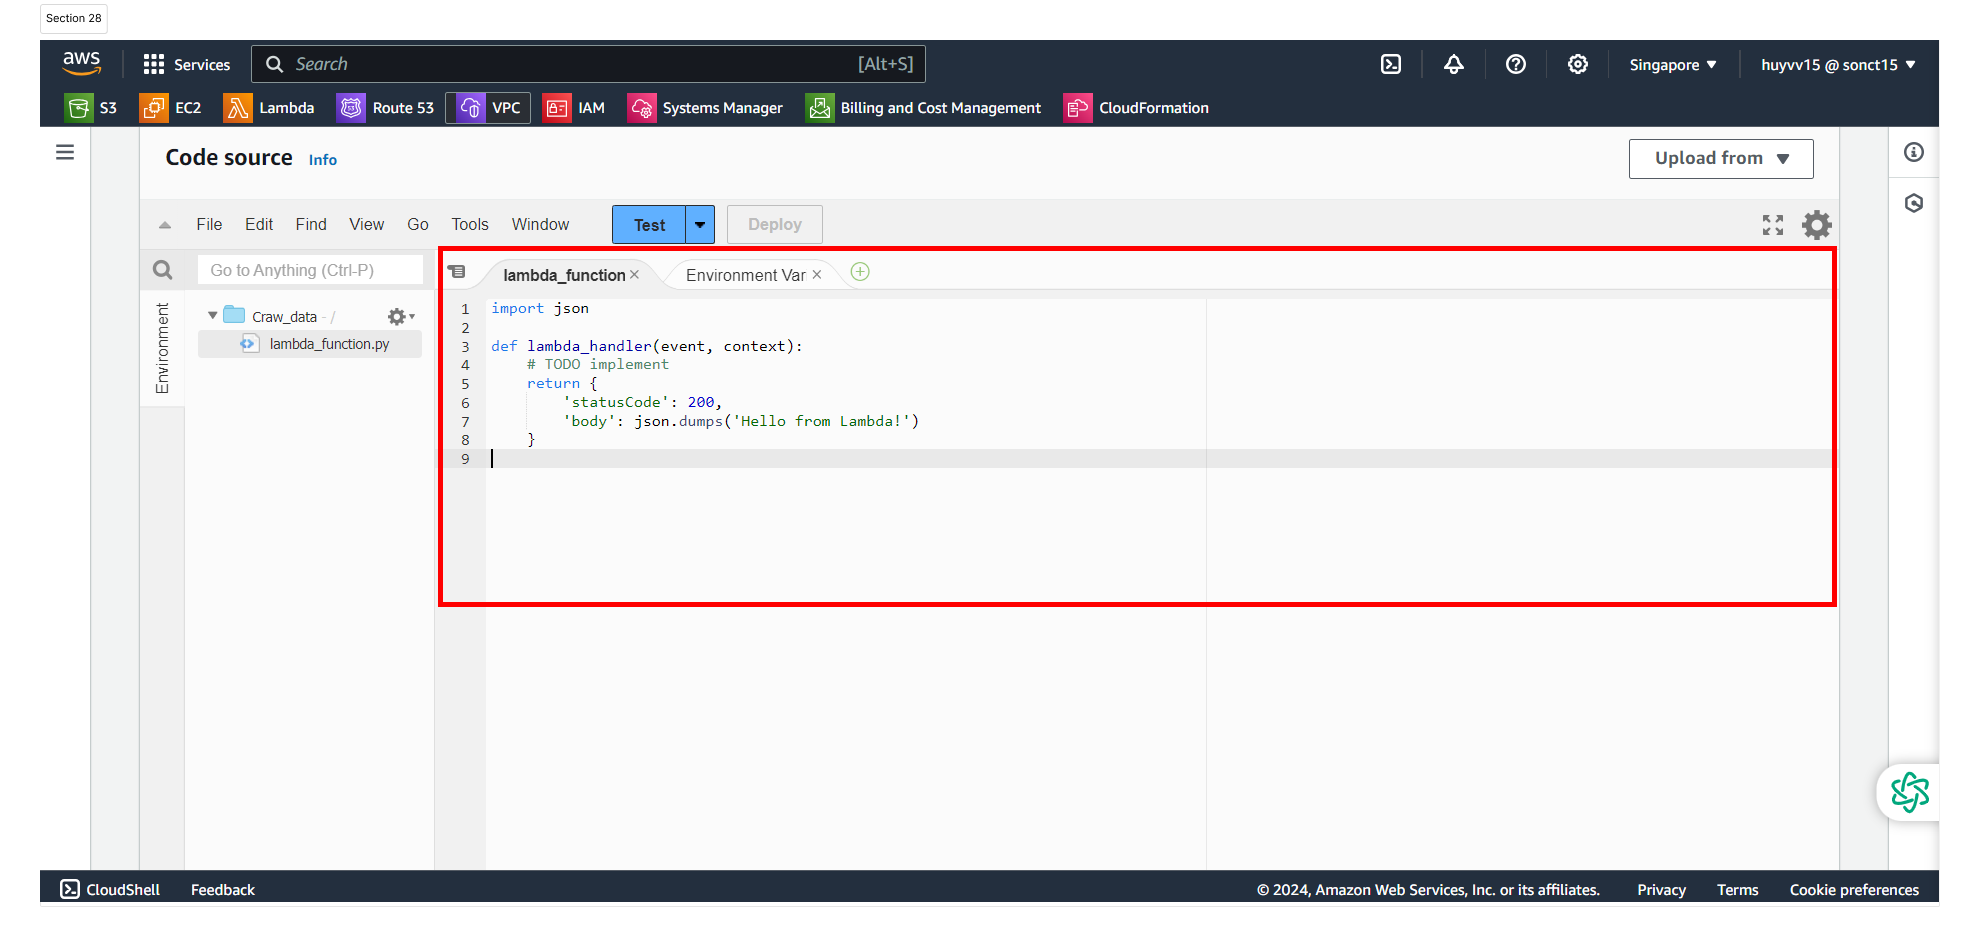 Section 28
aws Services Search [Alt+S] Singapore huyvv15 @ sonct15
S3 EC2 Lambda Route 53 VPC IAM Systems Manager Billing and Cost Management CloudFormation
Code source Info Upload from
File Edit Find View Go Tools Window Test Deploy
Go to Anything (Ctrl-P)
lambda_function Environment Var
Environment
Craw_data - /
lambda_function.py
1 import json
2
3 def lambda_handler(event, context):
4 # TODO implement
5 return {
6 'statusCode': 200,
7 'body': json.dumps('Hello from Lambda!')
8 }
9
CloudShell Feedback © 2024, Amazon Web Services, Inc. or its affiliates. Privacy Terms Cookie preferences